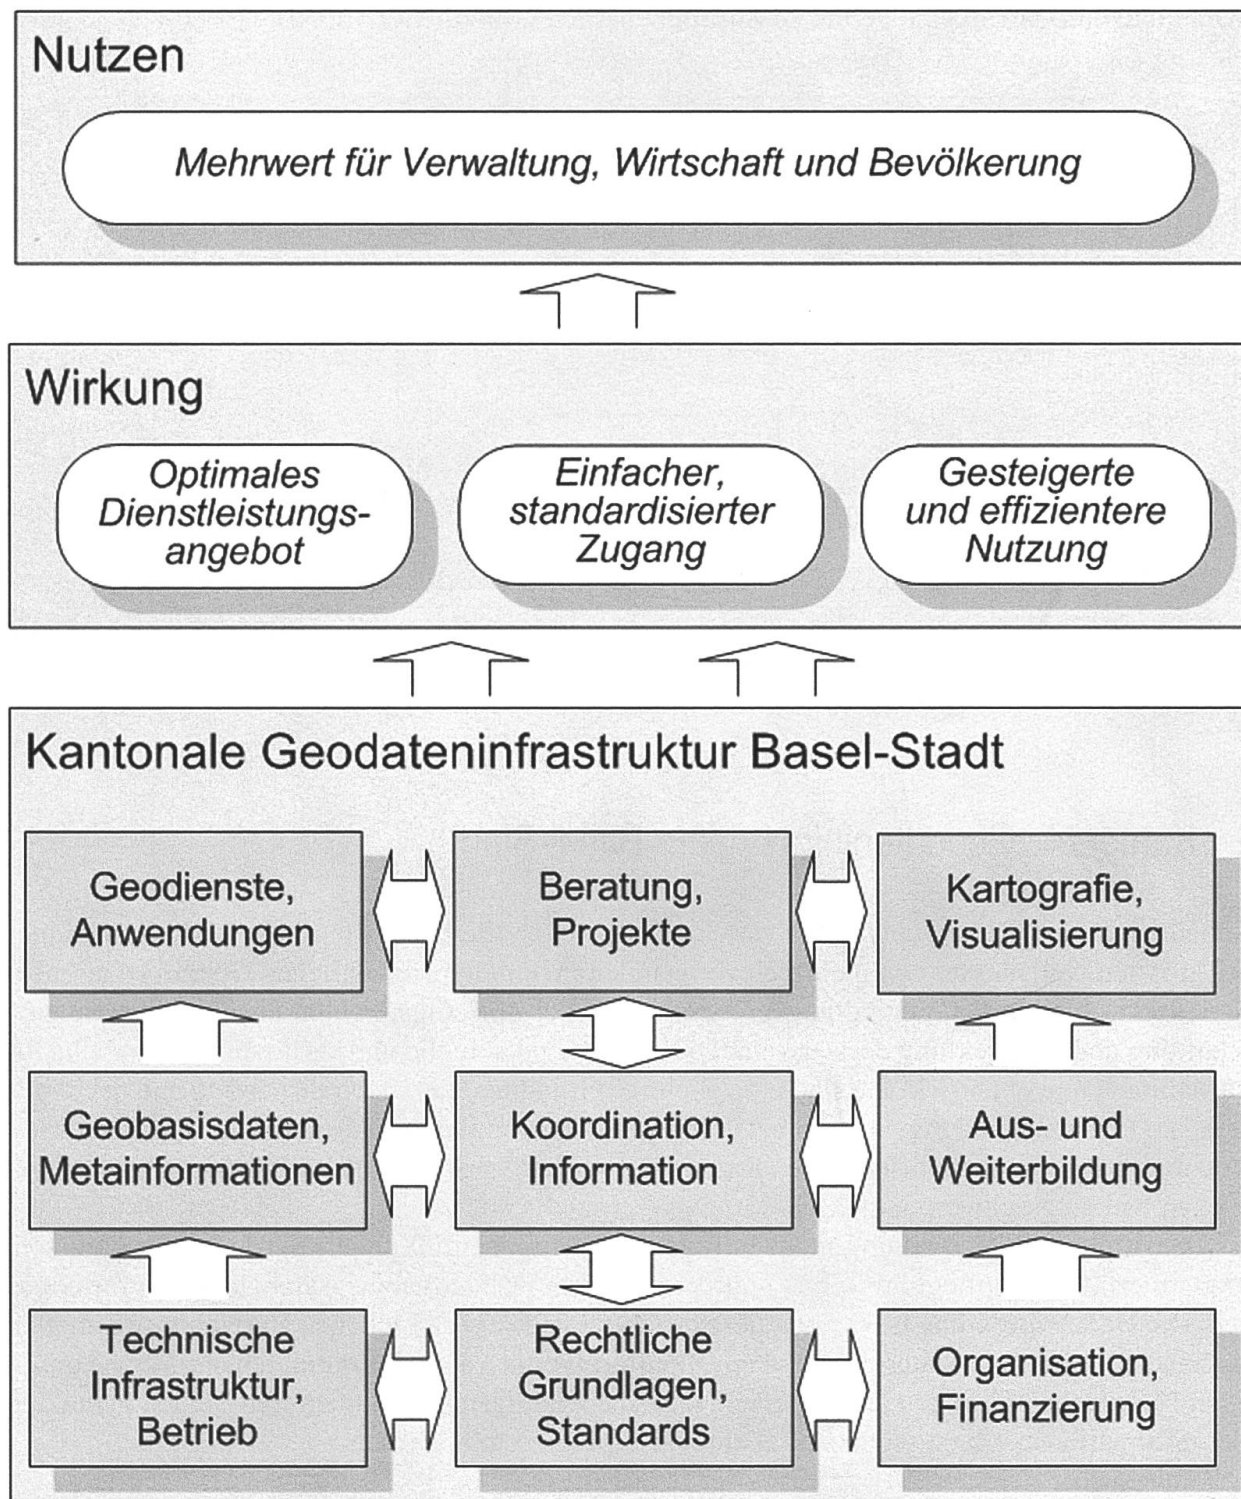 Nutzen
Mehrwert für Verwaltung, Wirtschaft und Bevölkerung
Wirkung
Optimales
Dienstleistungs-
angebot
Einfacher,
standardisierter
Zugang
Gesteigerte
und effizientere
Nutzung
Kantonale Geodateninfrastruktur Basel-Stadt
Geodienste,
Anwendungen
Beratung,
Projekte
Kartografie,
Visualisierung
Geobasisdaten,
Metainformationen
Koordination,
Information
Aus- und
Weiterbildung
Technische
Infrastruktur,
Betrieb
Rechtliche
Grundlagen,
Standards
Organisation,
Finanzierung